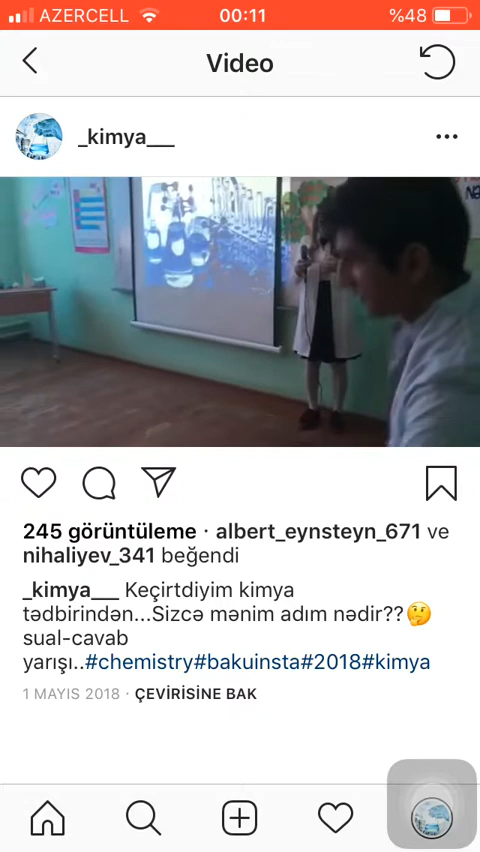 AZERCELL 00:11 %48
Video
_kimya___
245 görüntüleme · albert_eynsteyn_671 ve
nihaliyev_341 beğendi
_kimya___ Keçirtdiyim kimya
tədbirindən...Sizcə mənim adım nədir??🤔
sual-cavab
yarışı..#chemistry#bakuinsta#2018#kimya
1 MAYIS 2018 · ÇEVİRİSİNE BAK